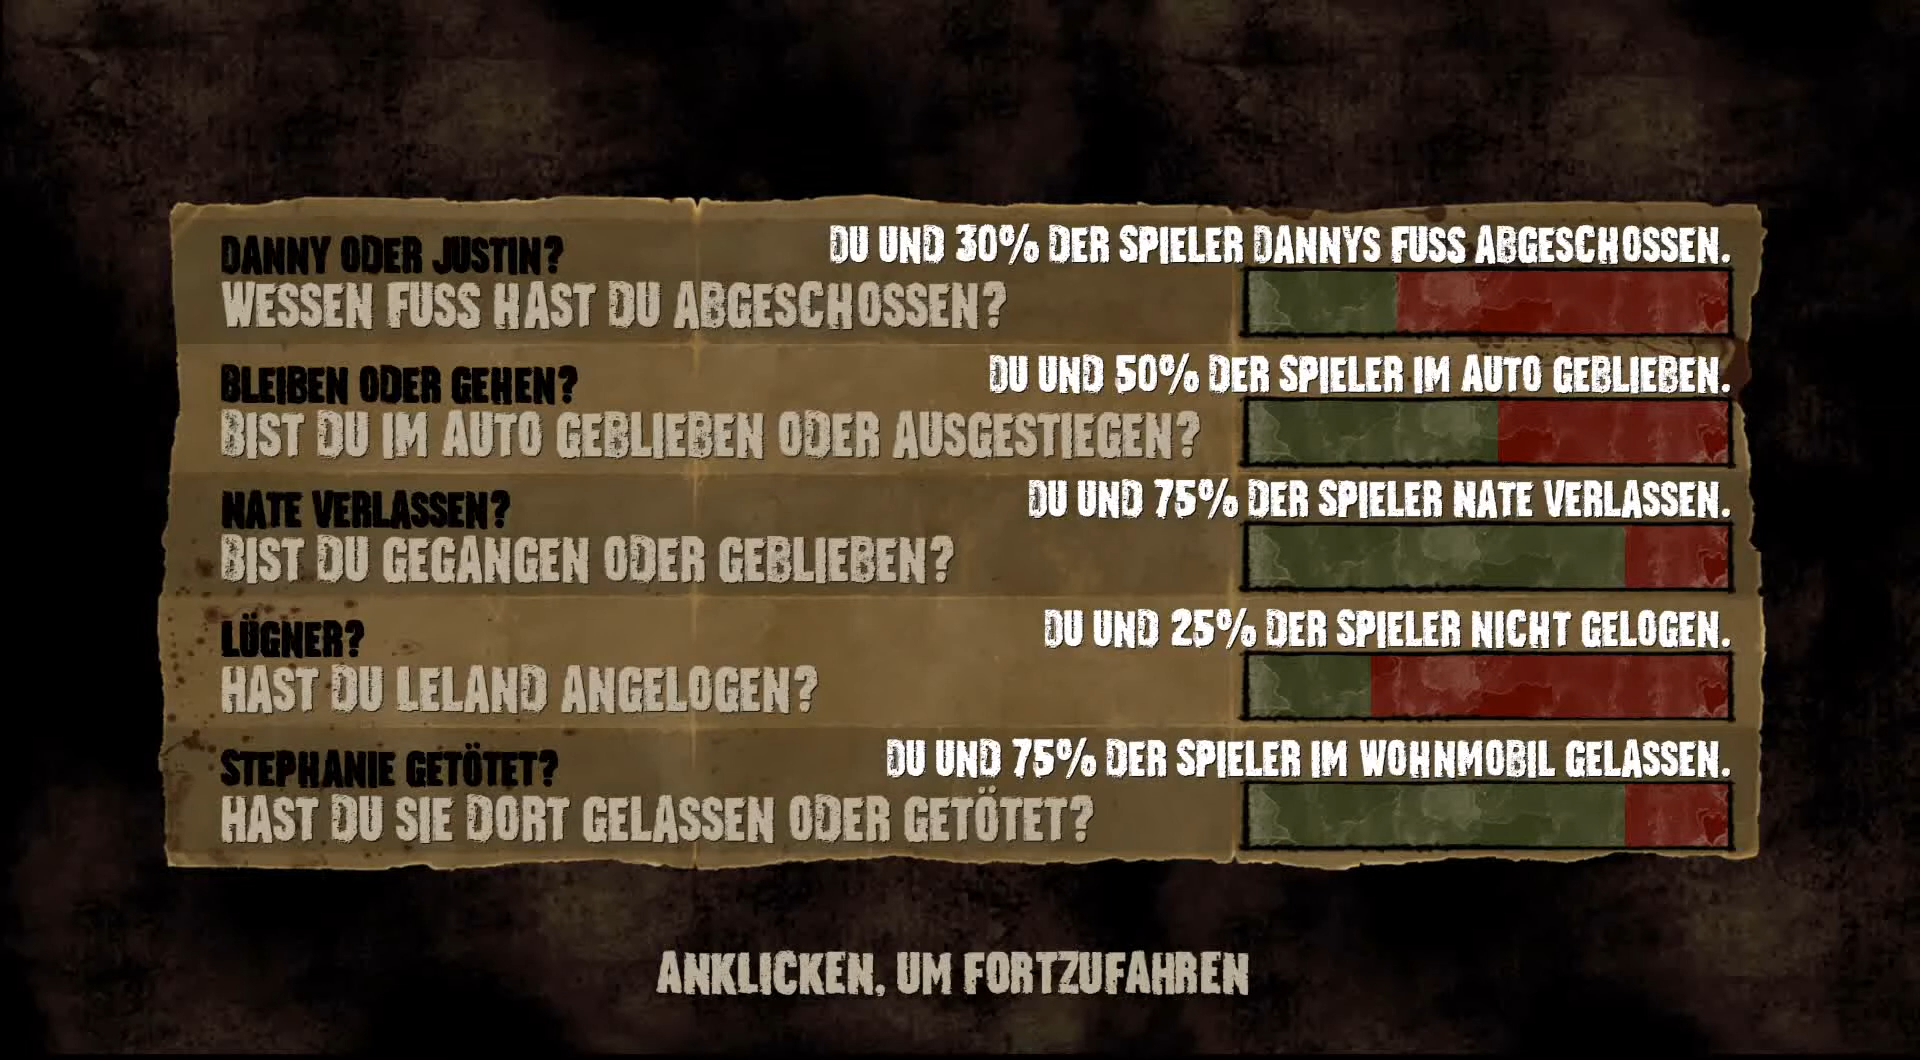 DANNY ODER JUSTIN?
DU UND 30% DER SPIELER DANNYS FUSS ABGESCHOSSEN.
WESSEN FUSS HAST DU ABGESCHOSSEN?
BLEIBEN ODER GEHEN?
DU UND 50% DER SPIELER IM AUTO GEBLIEBEN.
BIST DU IM AUTO GEBLIEBEN ODER AUSGESTIEGEN?
NATE VERLASSEN?
DU UND 75% DER SPIELER NATE VERLASSEN.
BIST DU GEGANGEN ODER GEBLIEBEN?
LÜGNER?
DU UND 25% DER SPIELER NICHT GELOGEN.
HAST DU LELAND ANGELOGEN?
STEPHANIE GETÖTET?
DU UND 75% DER SPIELER IM WOHNMOBIL GELASSEN.
HAST DU SIE DORT GELASSEN ODER GETÖTET?
ANKLICKEN, UM FORTZUFAHREN